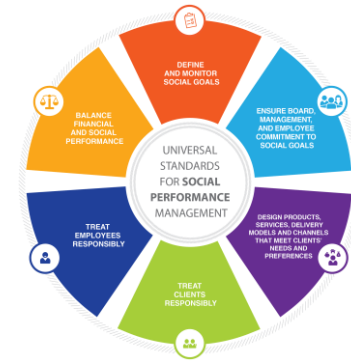 DEFINE
AND MONITOR
SOCIAL GOALS
ENSURE BOARD,
MANAGEMENT,
AND EMPLOYEE
COMMITMENT TO
SOCIAL GOALS
DESIGN PRODUCTS,
SERVICES, DELIVERY
MODELS AND CHANNELS
THAT MEET CLIENTS'
NEEDS AND
PREFERENCES
TREAT
CLIENTS
RESPONSIBLY
TREAT
EMPLOYEES
RESPONSIBLY
BALANCE
FINANCIAL
AND SOCIAL
PERFORMANCE
UNIVERSAL
STANDARDS
FOR SOCIAL
PERFORMANCE
MANAGEMENT